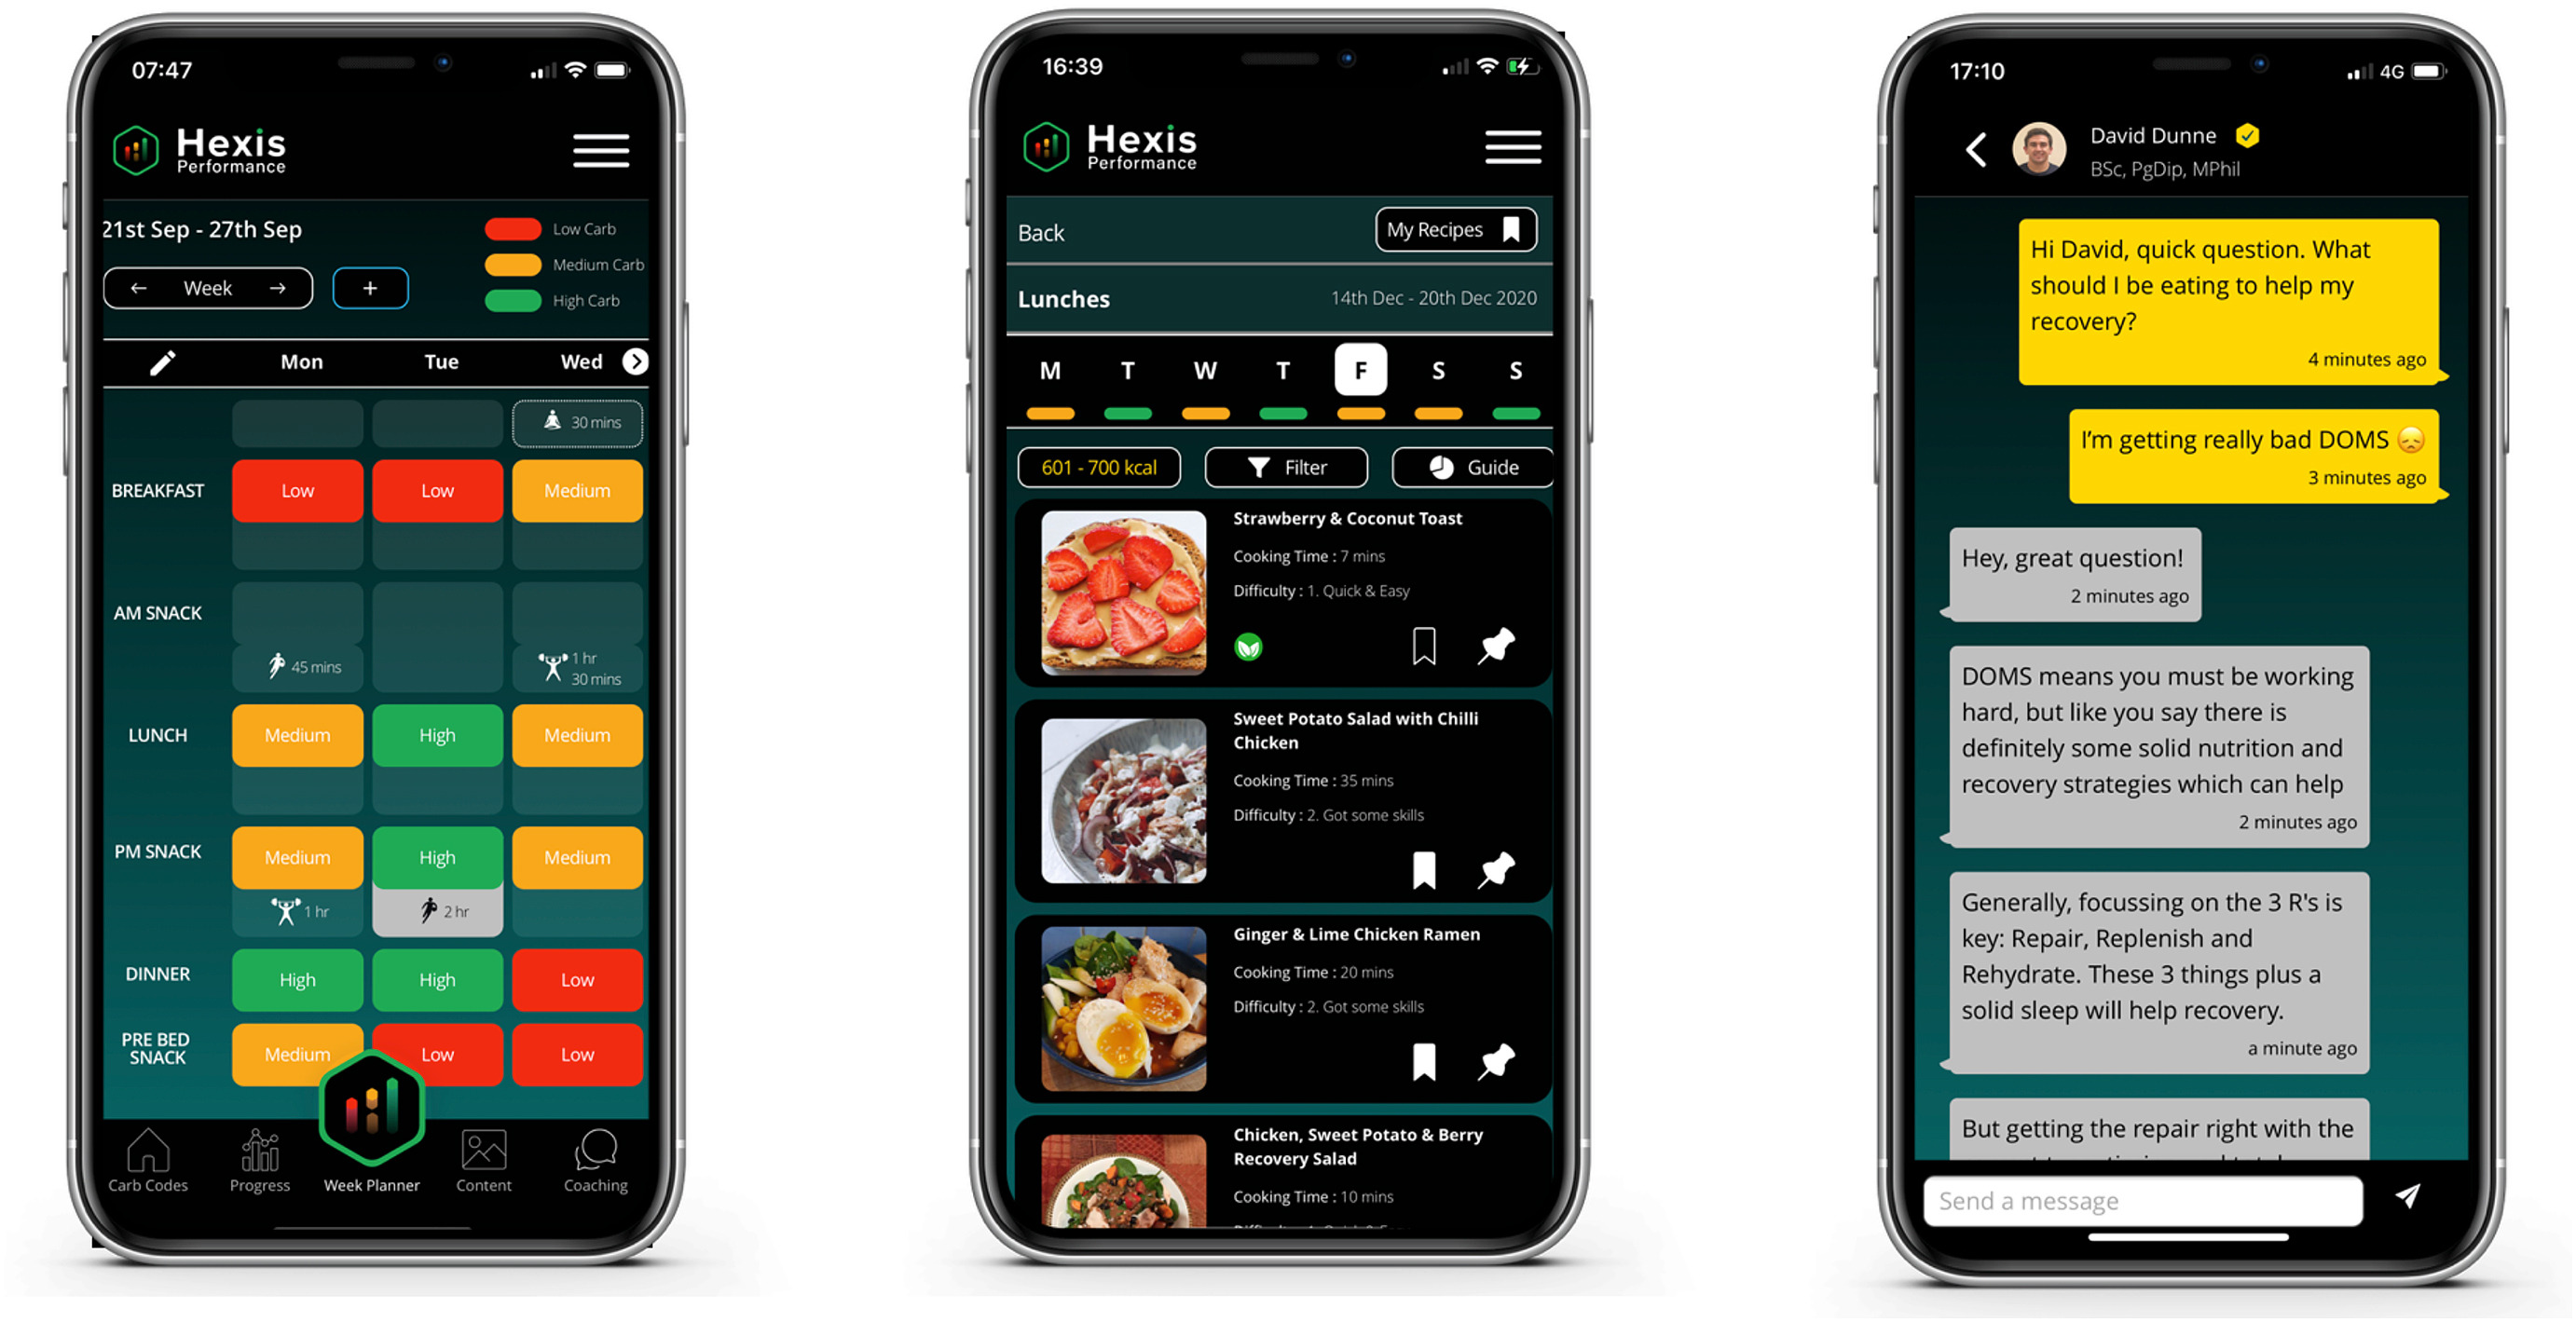 07:47
Hexis
Performance
21st Sep - 27th Sep
Low Carb
Medium Carb
High Carb
← Week →
+
Mon Tue Wed
30 mins
BREAKFAST Low Low Medium
AM SNACK
45 mins
1 hr
30 mins
LUNCH Medium High Medium
PM SNACK Medium High Medium
1 hr 2 hr
DINNER High High Low
PRE BED
SNACK
Medium Low Low
Carb Codes Progress Week Planner Content Coaching
16:39
Hexis
Performance
Back
My Recipes
Lunches 14th Dec - 20th Dec 2020
M T W T F S S
601 - 700 kcal Filter Guide
Strawberry & Coconut Toast
Cooking Time : 7 mins
Difficulty : 1. Quick & Easy
Sweet Potato Salad with Chilli
Chicken
Cooking Time : 35 mins
Difficulty : 2. Got some skills
Ginger & Lime Chicken Ramen
Cooking Time : 20 mins
Difficulty : 2. Got some skills
Chicken, Sweet Potato & Berry
Recovery Salad
Cooking Time : 10 mins
17:10
4G
David Dunne
BSc, PgDip, MPhil
Hi David, quick question. What
should I be eating to help my
recovery?
4 minutes ago
I'm getting really bad DOMS 😞
3 minutes ago
Hey, great question!
2 minutes ago
DOMS means you must be working
hard, but like you say there is
definitely some solid nutrition and
recovery strategies which can help
2 minutes ago
Generally, focussing on the 3 R's is
key: Repair, Replenish and
Rehydrate. These 3 things plus a
solid sleep will help recovery.
a minute ago
But getting the repair right with the
Send a message